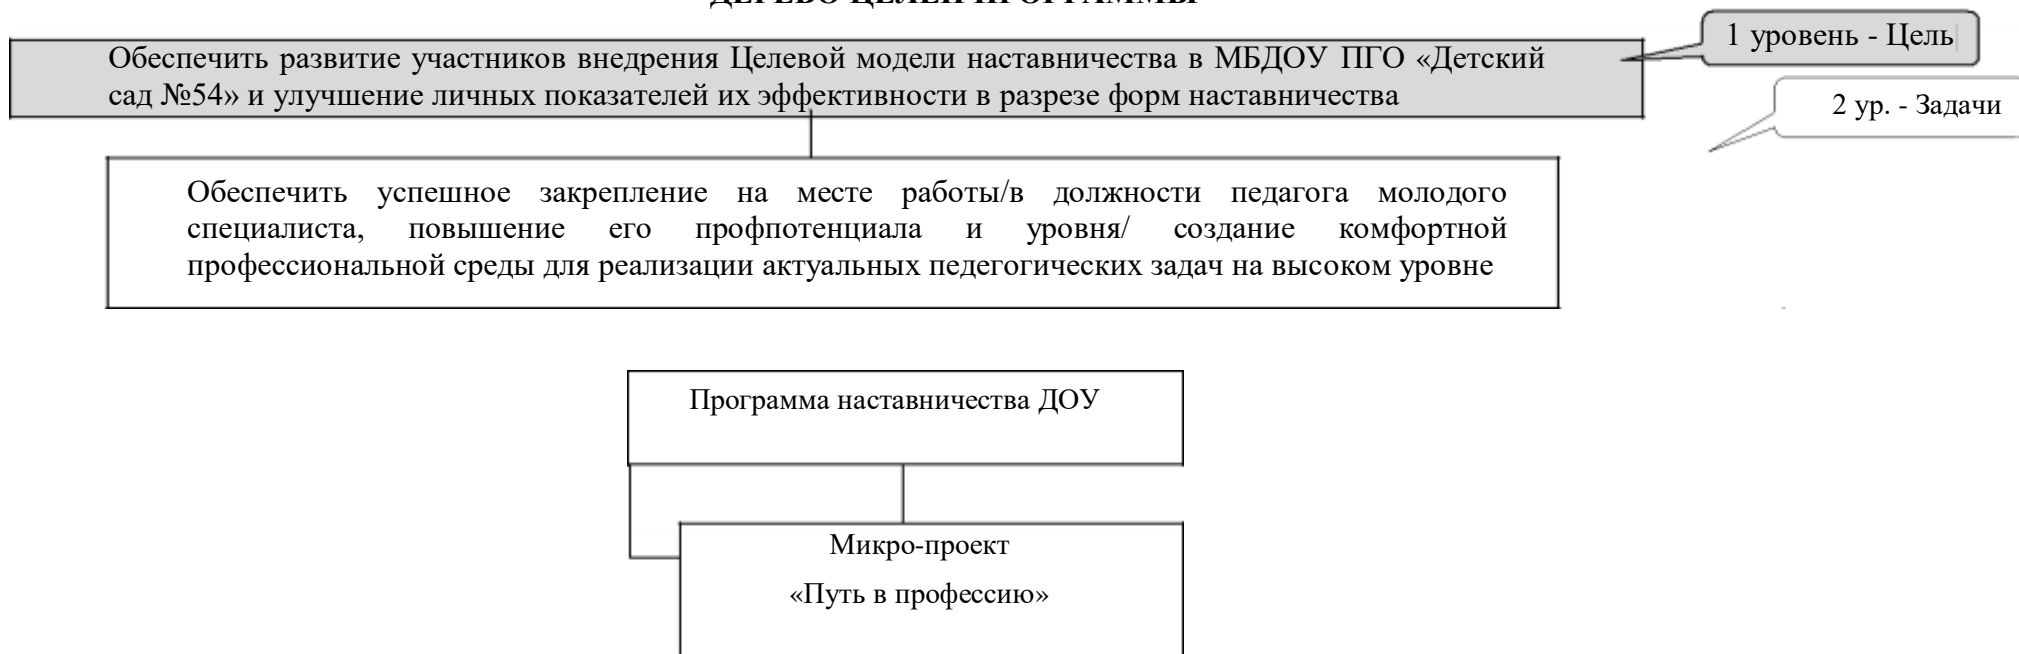 ДЕРЕВО ЦЕЛЕЙ ПРОГРАММЫ
1 уровень - Цель
Обеспечить развитие участников внедрения Целевой модели наставничества в МБДОУ ПГО «Детский
сад №54» и улучшение личных показателей их эффективности в разрезе форм наставничества
2 ур. - Задачи
Обеспечить успешное закрепление на месте работы/в должности педагога молодого
специалиста, повышение его профпотенциала и уровня/ создание комфортной
профессиональной среды для реализации актуальных педегогических задач на высоком уровне
Программа наставничества ДОУ
Микро-проект
«Путь в профессию»